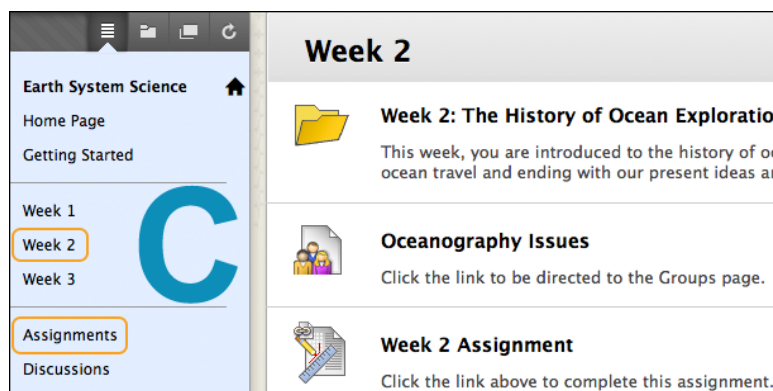 Earth System Science
Home Page
Getting Started
Week 1
Week 2
Week 3
C
Assignments
Discussions
Week 2
Week 2: The History of Ocean
This week, you are introduced to the history of
ocean travel and ending with our present ideas
Oceanography Issues
Click the link to be directed to the Groups page.
Week 2 Assignment
Click the link above to complete this assignment.